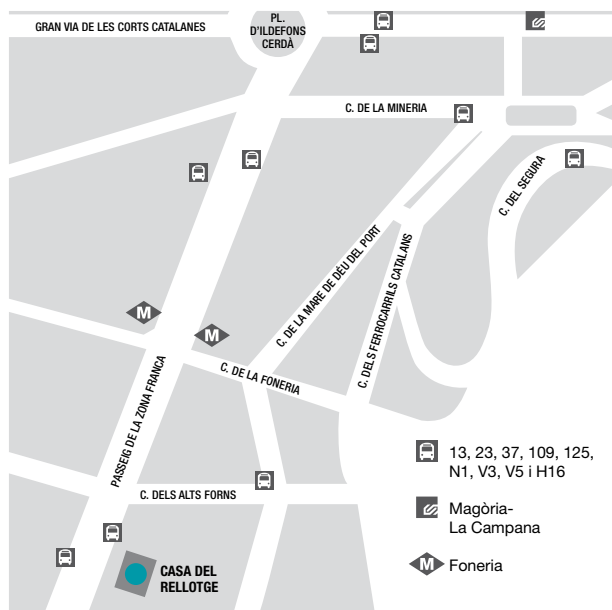 GRAN VIA DE LES CORTS CATALANES
PL.
D'ILDEFONS
CERDÀ
C. DE LA MINERIA
C. DEL SEGURA
C. DE LA MARE DE DÉU DEL PORT
C. DELS FERROCARRILS CATALANS
M
M
C. DE LA FONERIA
PASSEIG DE LA ZONA FRANCA
C. DELS ALTS FORNS
CASA DEL
RELLOTGE
13, 23, 37, 109, 125,
N1, V3, V5 i H16
Magòria-
La Campana
M Foneria